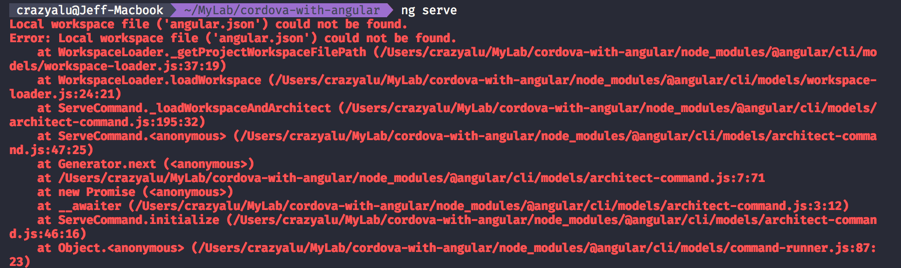 crazyalu@Jeff-Macbook ~/MyLab/cordova-with-angular ng serve
Local workspace file ('angular.json') could not be found.
Error: Local workspace file ('angular.json') could not be found.
at WorkspaceLoader._getProjectWorkspaceFilePath (/Users/crazyalu/MyLab/cordova-with-angular/node_modules/@angular/cli/mo
dels/workspace-loader.js:37:19)
at WorkspaceLoader.loadWorkspace (/Users/crazyalu/MyLab/cordova-with-angular/node_modules/@angular/cli/models/workspace-
loader.js:24:21)
at ServeCommand._loadWorkspaceAndArchitect (/Users/crazyalu/MyLab/cordova-with-angular/node_modules/@angular/cli/models/
architect-command.js:195:32)
at ServeCommand.<anonymous> (/Users/crazyalu/MyLab/cordova-with-angular/node_modules/@angular/cli/models/architect-comma
nd.js:47:25)
at Generator.next (<anonymous>)
at /Users/crazyalu/MyLab/cordova-with-angular/node_modules/@angular/cli/models/architect-command.js:7:71
at new Promise (<anonymous>)
at __awaiter (/Users/crazyalu/MyLab/cordova-with-angular/node_modules/@angular/cli/models/architect-command.js:3:12)
at ServeCommand.initialize (/Users/crazyalu/MyLab/cordova-with-angular/node_modules/@angular/cli/models/architect-comman
d.js:46:16)
at Object.<anonymous> (/Users/crazyalu/MyLab/cordova-with-angular/node_modules/@angular/cli/models/command-runner.js:87:
23)